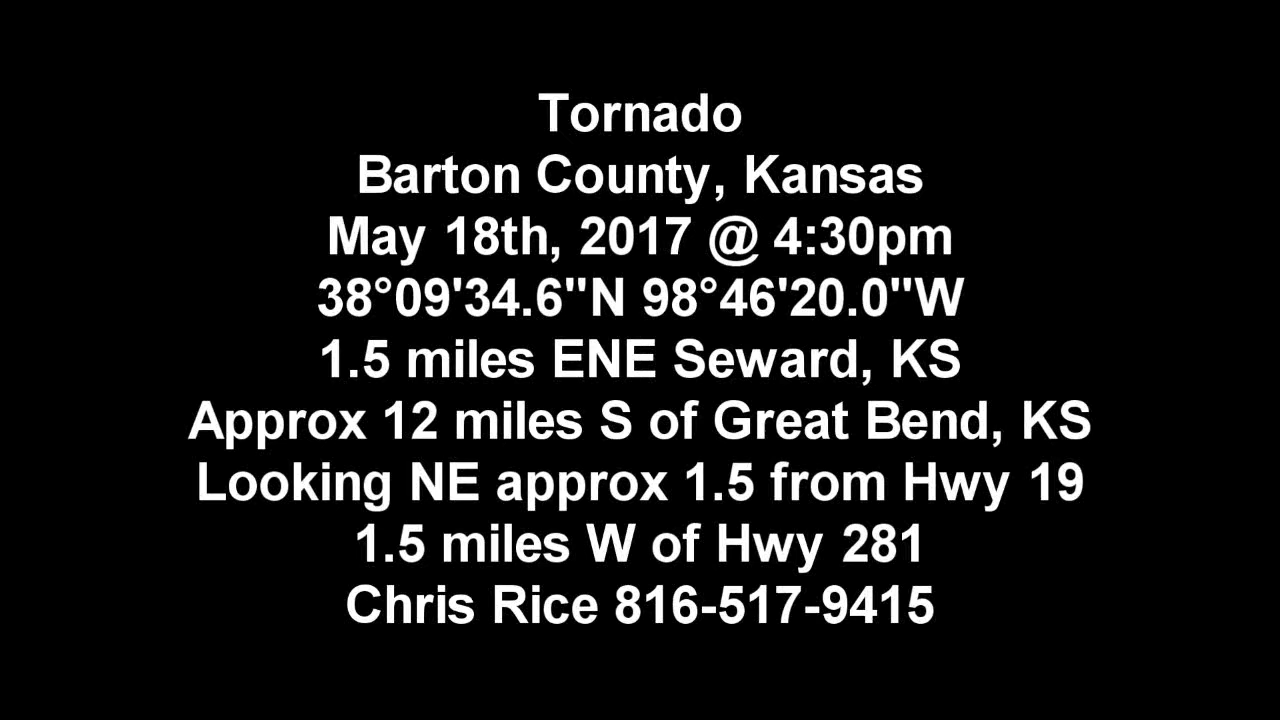 Tornado
Barton County, Kansas
May 18th, 2017 @ 4:30pm
38°09'34.6"N 98°46'20.0"W
1.5 miles ENE Seward, KS
Approx 12 miles S of Great Bend, KS
Looking NE approx 1.5 from Hwy 19
1.5 miles W of Hwy 281
Chris Rice 816-517-9415